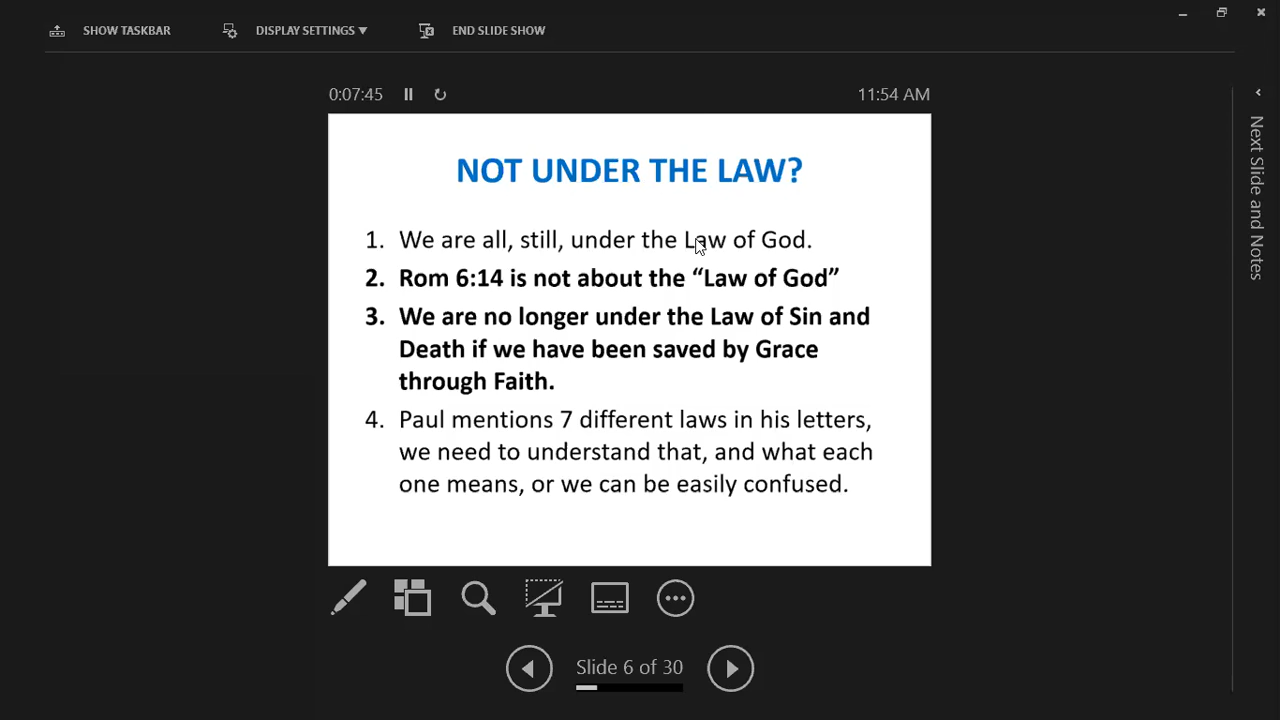 SHOW TASKBAR
DISPLAY SETTINGS ▼
END SLIDE SHOW
0:07:45
11:54 AM
NOT UNDER THE LAW?
1. We are all, still, under the Law of God.
2. Rom 6:14 is not about the “Law of God”
3. We are no longer under the Law of Sin and
Death if we have been saved by Grace
through Faith.
4. Paul mentions 7 different laws in his letters,
we need to understand that, and what each
one means, or we can be easily confused.
Slide 6 of 30
Next Slide and Notes